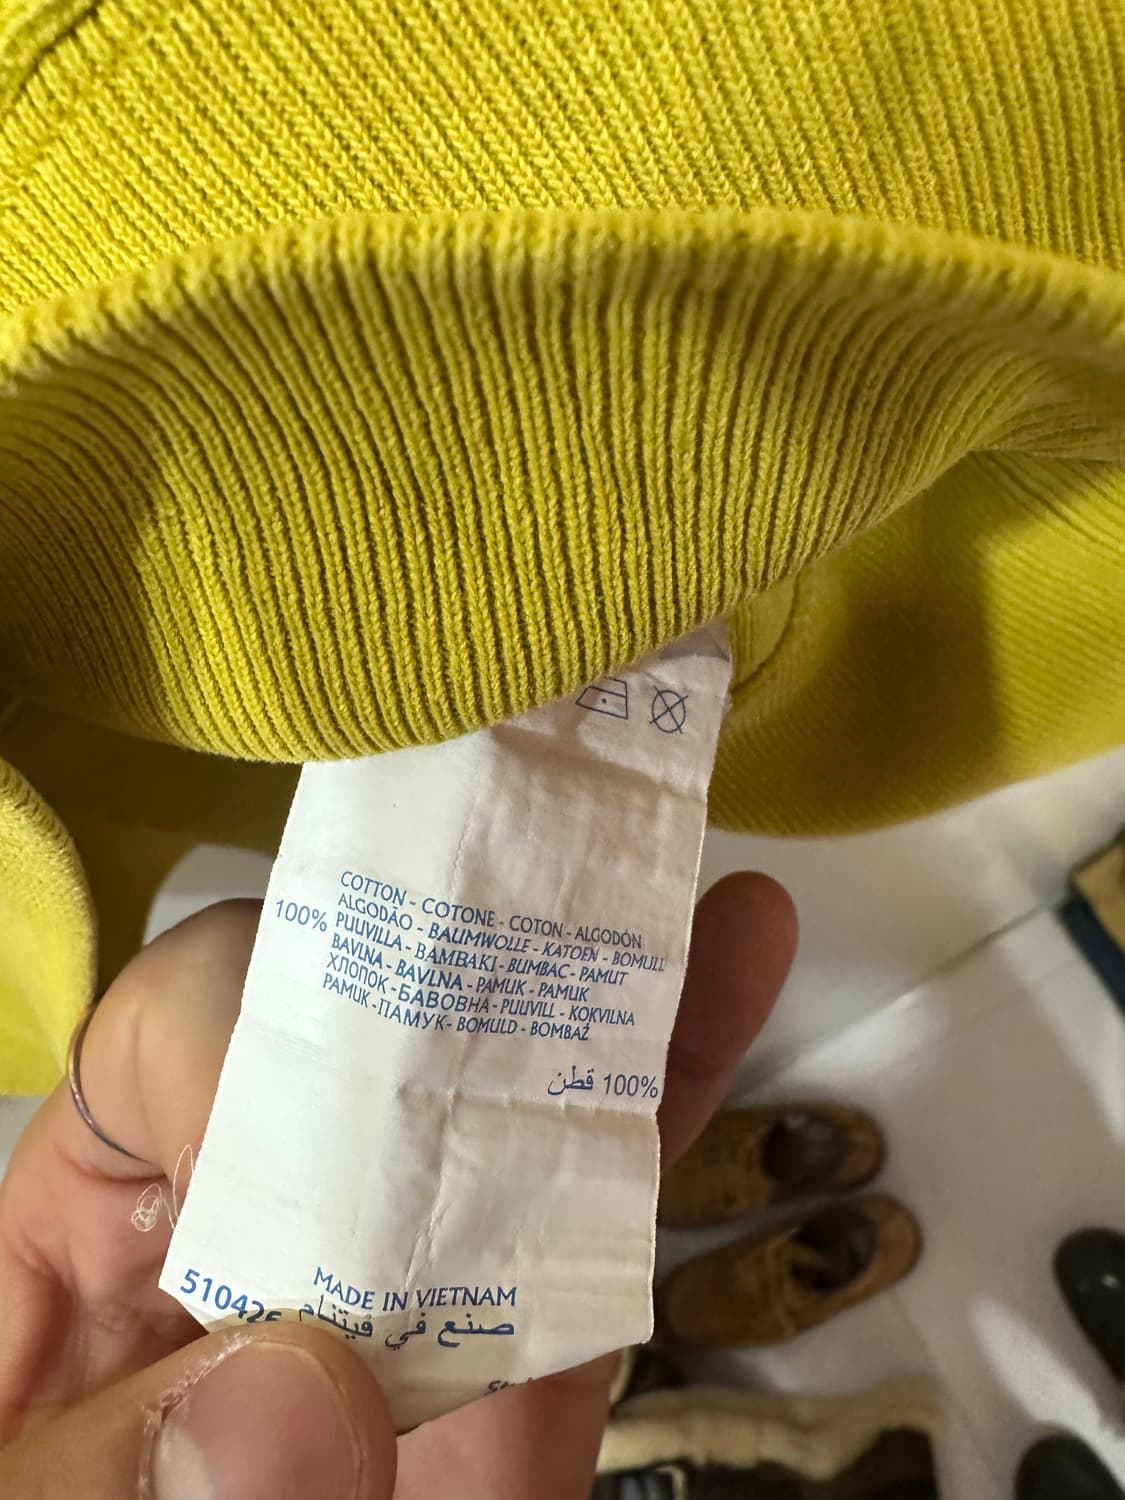 COTTON - COTONE - COTON - ALGODÓN
ALGODÃO - BAUMWOLLE - KATOEN - BOMULL
100% PUUVILLA - BAMBAKI - BUMBAC - PAMUT
BAVLNA - BAVLNA - PAMUK - PAMUK
ХЛОПОК - БАВОВНА - PUUVILL - KOKVILNA
PAMUK - ПАМУК - BOMULD - BOMBAŽ
100% قطن
MADE IN VIETNAM
صنع في فيتنام